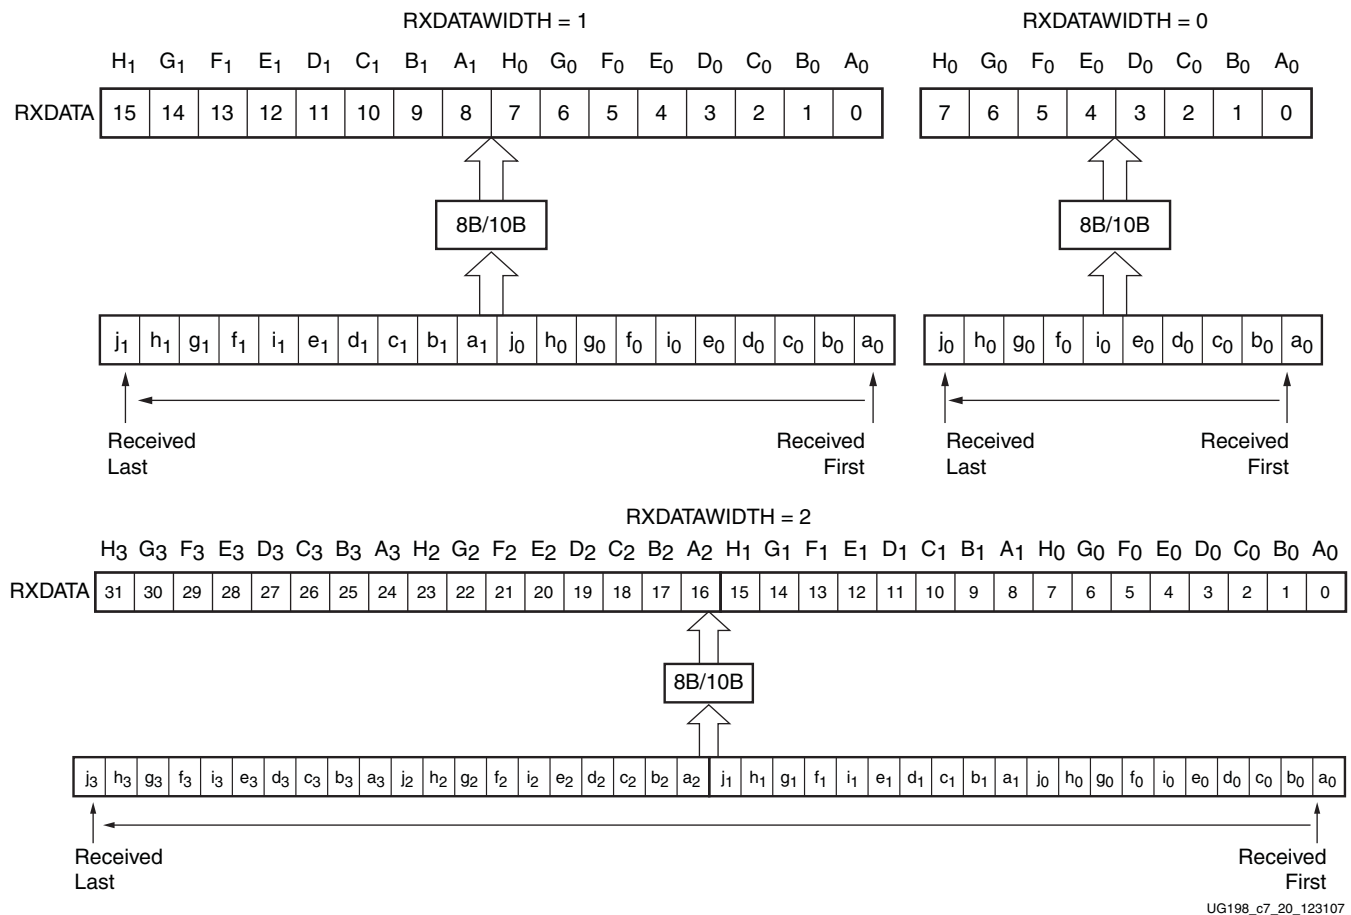 RXDATAWIDTH = 1
H1 G1 F1 E1 D1 C1 B1 A1 H0 G0 F0 E0 D0 C0 B0 A0
RXDATA 15 14 13 12 11 10 9 8 7 6 5 4 3 2 1 0
8B/10B
j1 h1 g1 f1 i1 e1 d1 c1 b1 a1 j0 h0 g0 f0 i0 e0 d0 c0 b0 a0
Received Last
Received First
RXDATAWIDTH = 0
H0 G0 F0 E0 D0 C0 B0 A0
7 6 5 4 3 2 1 0
8B/10B
j0 h0 g0 f0 i0 e0 d0 c0 b0 a0
Received Last
Received First
RXDATAWIDTH = 2
H3 G3 F3 E3 D3 C3 B3 A3 H2 G2 F2 E2 D2 C2 B2 A2 H1 G1 F1 E1 D1 C1 B1 A1 H0 G0 F0 E0 D0 C0 B0 A0
RXDATA 31 30 29 28 27 26 25 24 23 22 21 20 19 18 17 16 15 14 13 12 11 10 9 8 7 6 5 4 3 2 1 0
8B/10B
j3 h3 g3 f3 i3 e3 d3 c3 b3 a3 j2 h2 g2 f2 i2 e2 d2 c2 b2 a2 j1 h1 g1 f1 i1 e1 d1 c1 b1 a1 j0 h0 g0 f0 i0 e0 d0 c0 b0 a0
Received Last
Received First
UG198_c7_20_123107